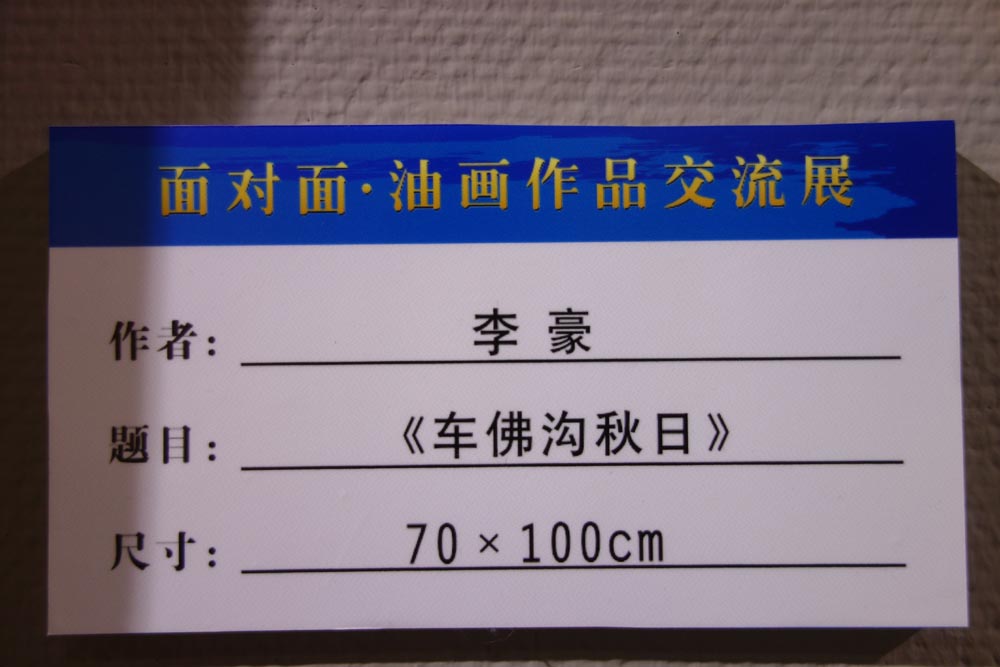 面对面·油画作品交流展
作者： 李豪
题目： 《车佛沟秋日》
尺寸： 70×100cm